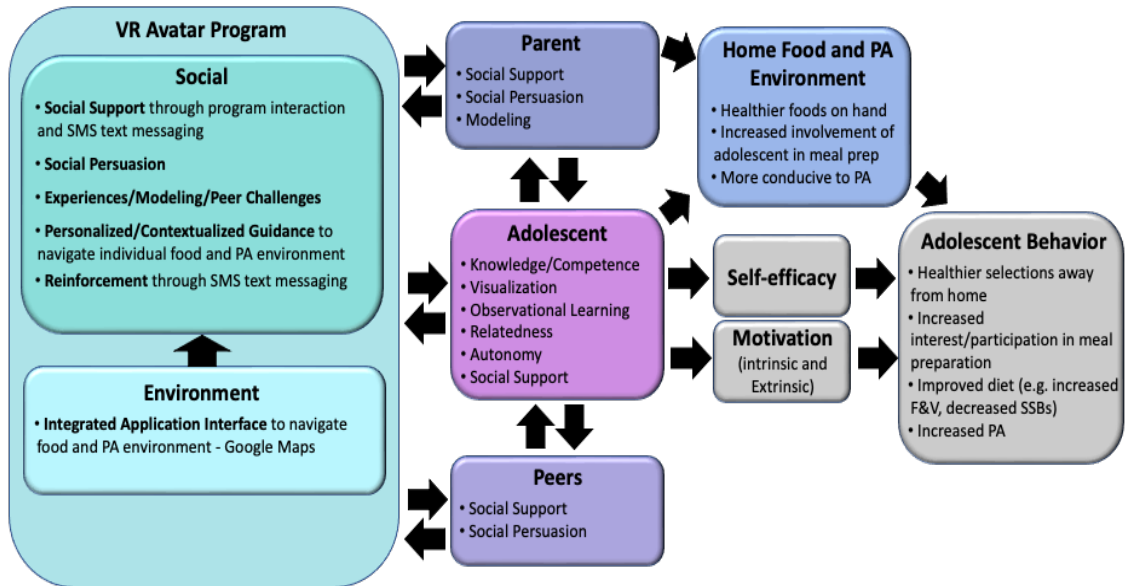 VR Avatar Program
Social
• Social Support through program interaction
and SMS text messaging
• Social Persuasion
• Experiences/Modeling/Peer Challenges
• Personalized/Contextualized Guidance to
navigate individual food and PA environment
• Reinforcement through SMS text messaging
Environment
• Integrated Application Interface to navigate
food and PA environment - Google Maps
Parent
• Social Support
• Social Persuasion
• Modeling
Adolescent
• Knowledge/Competence
• Visualization
• Observational Learning
• Relatedness
• Autonomy
• Social Support
Peers
• Social Support
• Social Persuasion
Home Food and PA
Environment
• Healthier foods on hand
• Increased involvement of
adolescent in meal prep
• More conducive to PA
Self-efficacy
Motivation
(intrinsic and
Extrinsic)
Adolescent Behavior
• Healthier selections away
from home
• Increased
interest/participation in meal
preparation
• Improved diet (e.g. increased
F&V, decreased SSBs)
• Increased PA